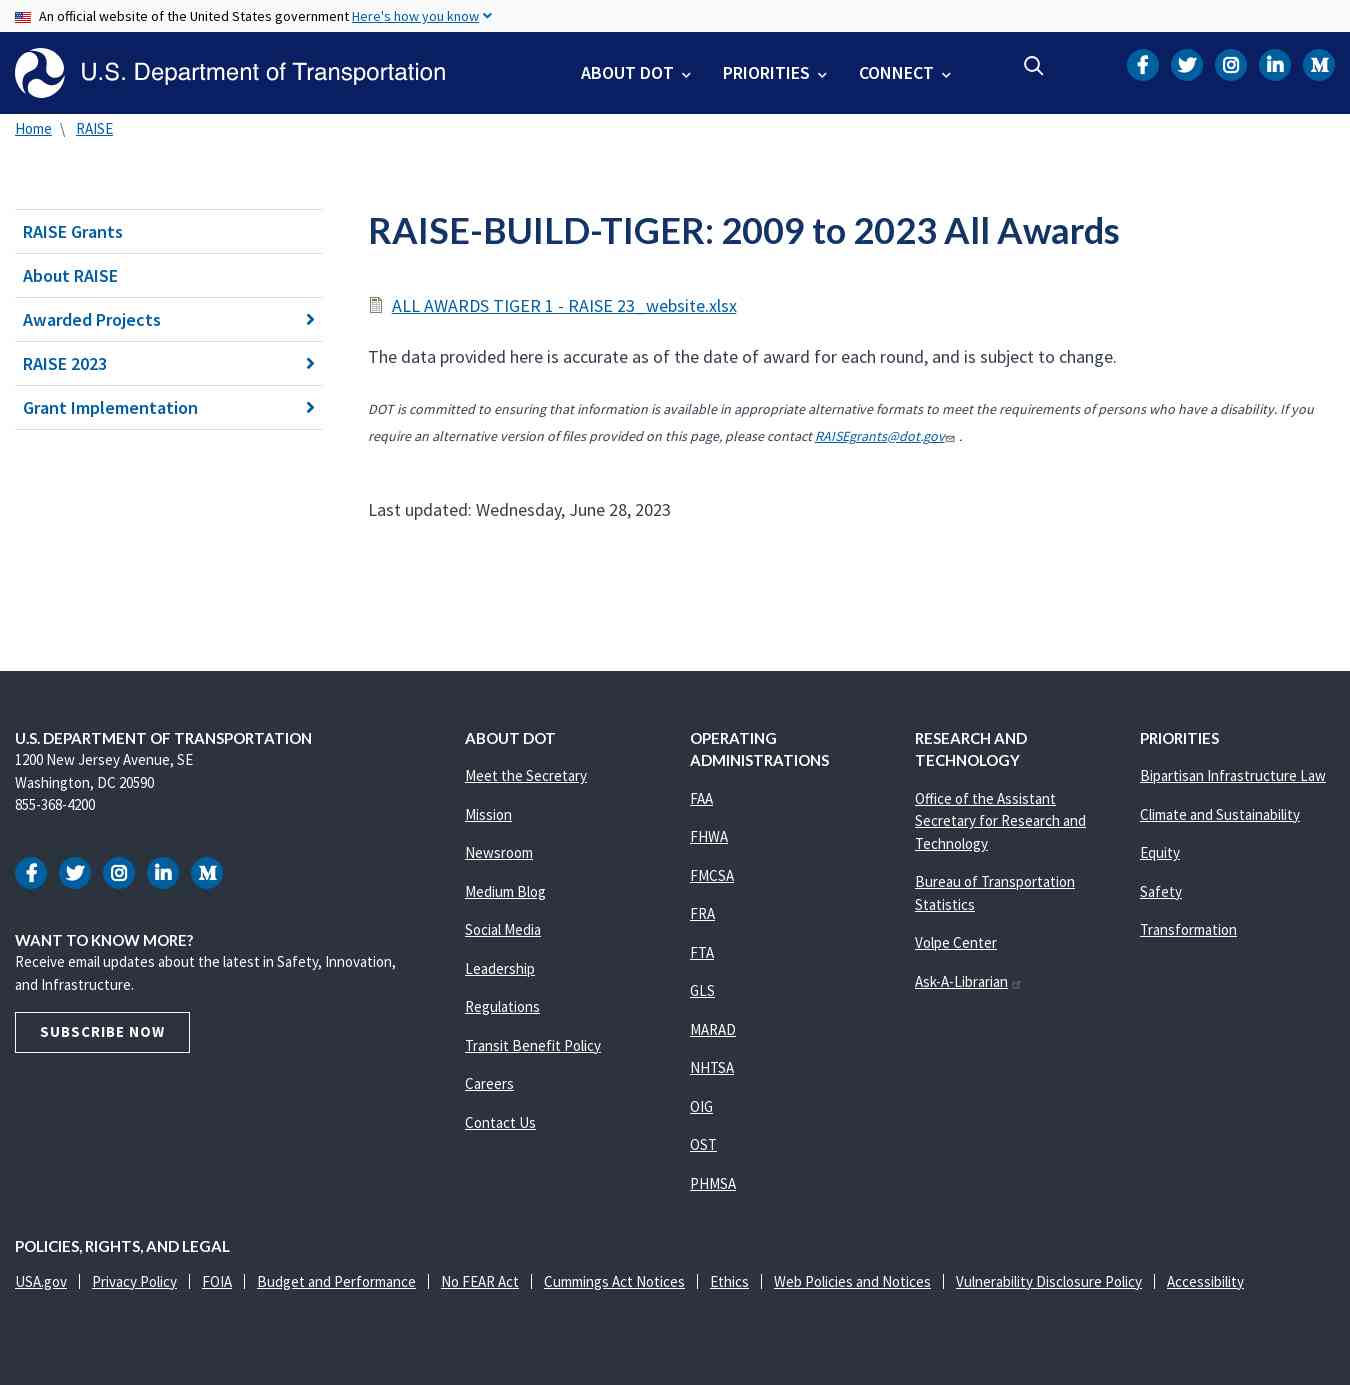 An official website of the United States government Here's how you know
U.S. Department of Transportation
ABOUT DOT
PRIORITIES
CONNECT
Home \ RAISE
RAISE Grants
About RAISE
Awarded Projects
RAISE 2023
Grant Implementation
RAISE-BUILD-TIGER: 2009 to 2023 All Awards
ALL AWARDS TIGER 1 - RAISE 23_website.xlsx
The data provided here is accurate as of the date of award for each round, and is subject to change.
DOT is committed to ensuring that information is available in appropriate alternative formats to meet the requirements of persons who have a disability. If you
require an alternative version of files provided on this page, please contact RAISEgrants@dot.gov .
Last updated: Wednesday, June 28, 2023
U.S. DEPARTMENT OF TRANSPORTATION
1200 New Jersey Avenue, SE
Washington, DC 20590
855-368-4200
WANT TO KNOW MORE?
Receive email updates about the latest in Safety, Innovation,
and Infrastructure.
SUBSCRIBE NOW
ABOUT DOT
Meet the Secretary
Mission
Newsroom
Medium Blog
Social Media
Leadership
Regulations
Transit Benefit Policy
Careers
Contact Us
OPERATING
ADMINISTRATIONS
FAA
FHWA
FMCSA
FRA
FTA
GLS
MARAD
NHTSA
OIG
OST
PHMSA
RESEARCH AND
TECHNOLOGY
Office of the Assistant
Secretary for Research and
Technology
Bureau of Transportation
Statistics
Volpe Center
Ask-A-Librarian
PRIORITIES
Bipartisan Infrastructure Law
Climate and Sustainability
Equity
Safety
Transformation
POLICIES, RIGHTS, AND LEGAL
USA.gov | Privacy Policy | FOIA | Budget and Performance | No FEAR Act | Cummings Act Notices | Ethics | Web Policies and Notices | Vulnerability Disclosure Policy | Accessibility